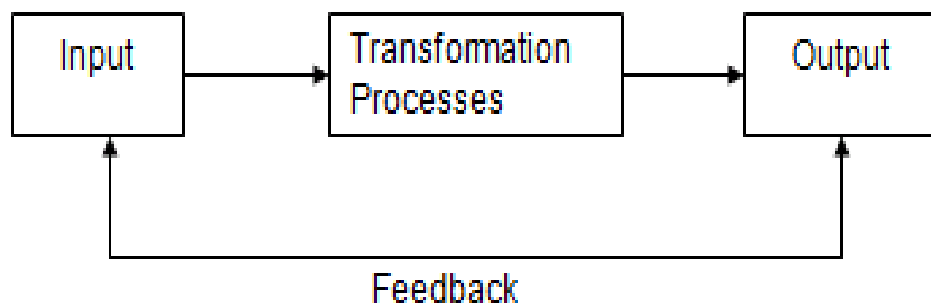 Input
Transformation
Processes
Output
Feedback